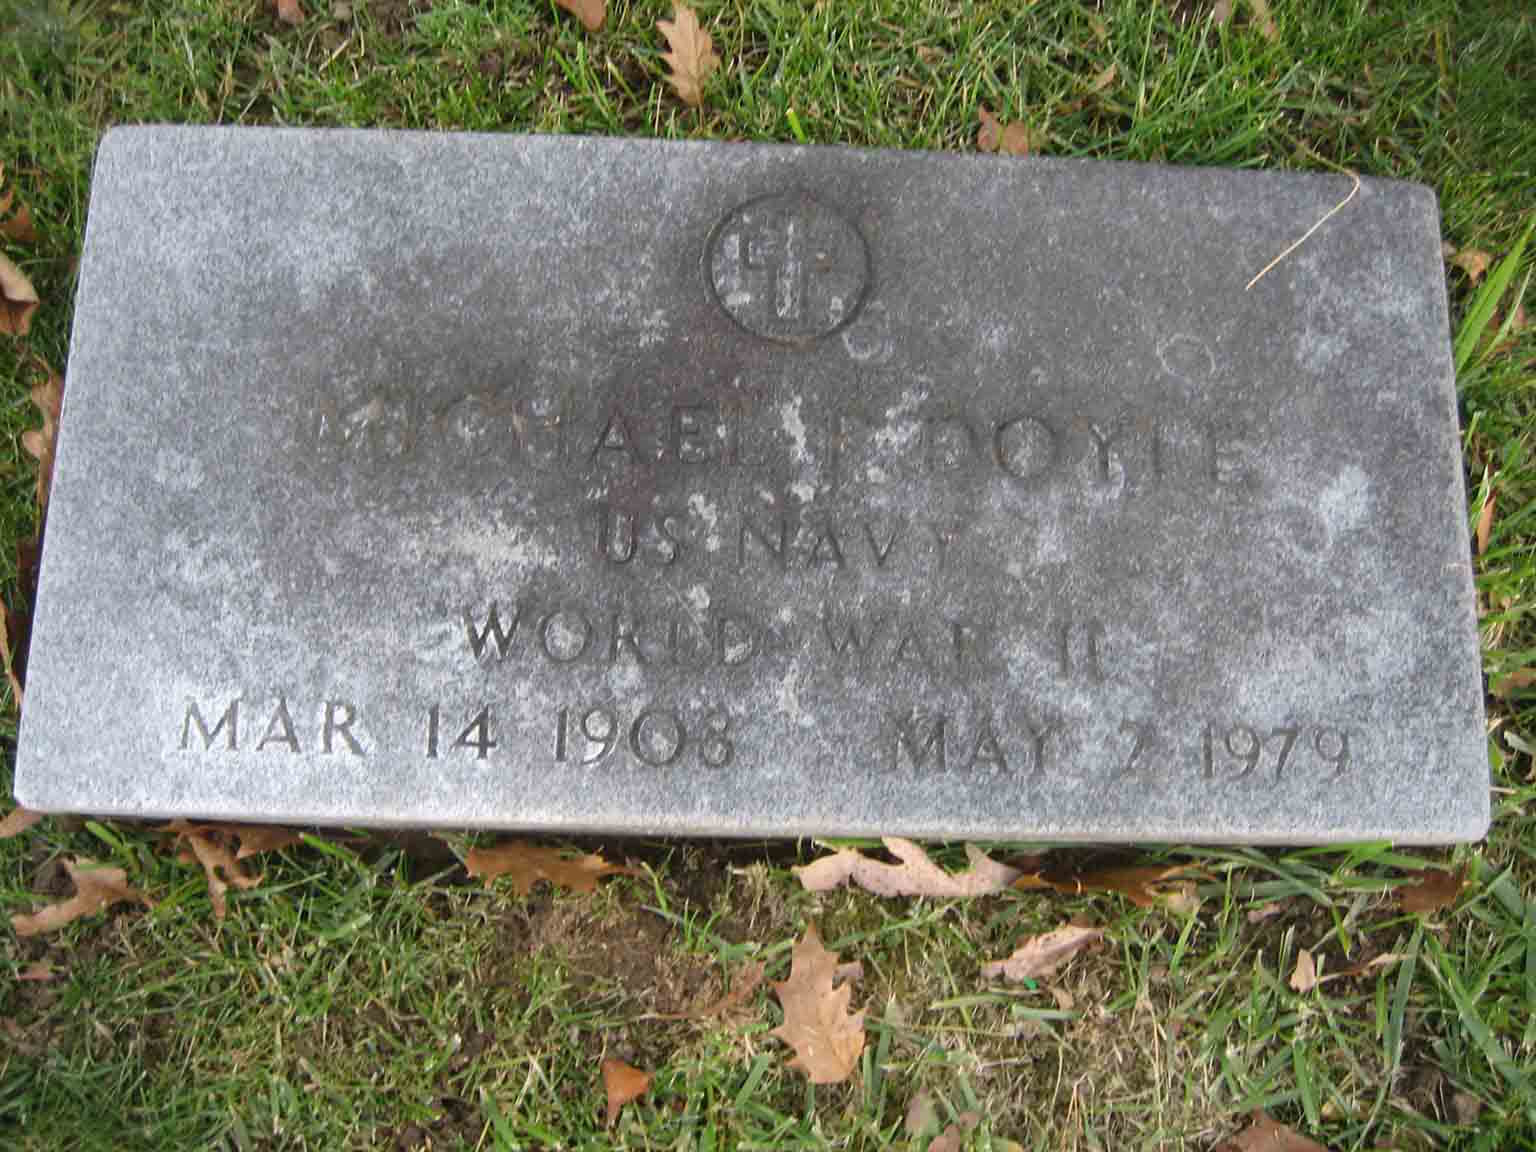 MICHAEL F DOYLE
US NAVY
WORLD WAR II
MAR 14 1908 MAY 2 1979